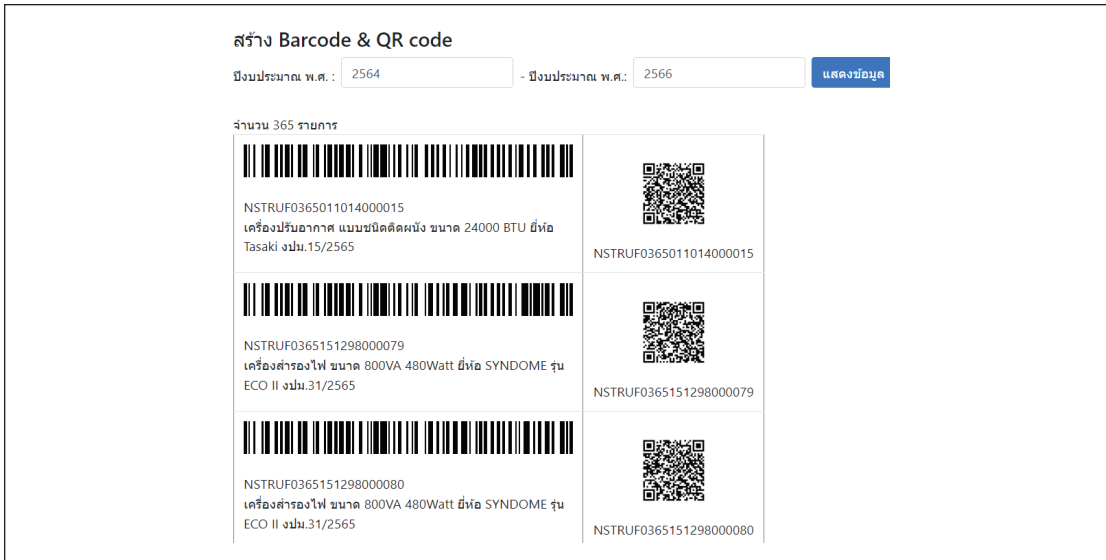 สร้าง Barcode & QR code
ปีงบประมาณ พ.ศ. : 2564 - ปีงบประมาณ พ.ศ.: 2566 แสดงข้อมูล
จำนวน 365 รายการ
NSTRUF0365011014000015
เครื่องปรับอากาศ แบบชนิดติดผนัง ขนาด 24000 BTU ยี่ห้อ
Tasaki งปม.15/2565
NSTRUF0365011014000015
NSTRUF0365151298000079
เครื่องสำรองไฟ ขนาด 800VA 480Watt ยี่ห้อ SYNDOME รุ่น
ECO II งปม.31/2565
NSTRUF0365151298000079
NSTRUF0365151298000080
เครื่องสำรองไฟ ขนาด 800VA 480Watt ยี่ห้อ SYNDOME รุ่น
ECO II งปม.31/2565
NSTRUF0365151298000080